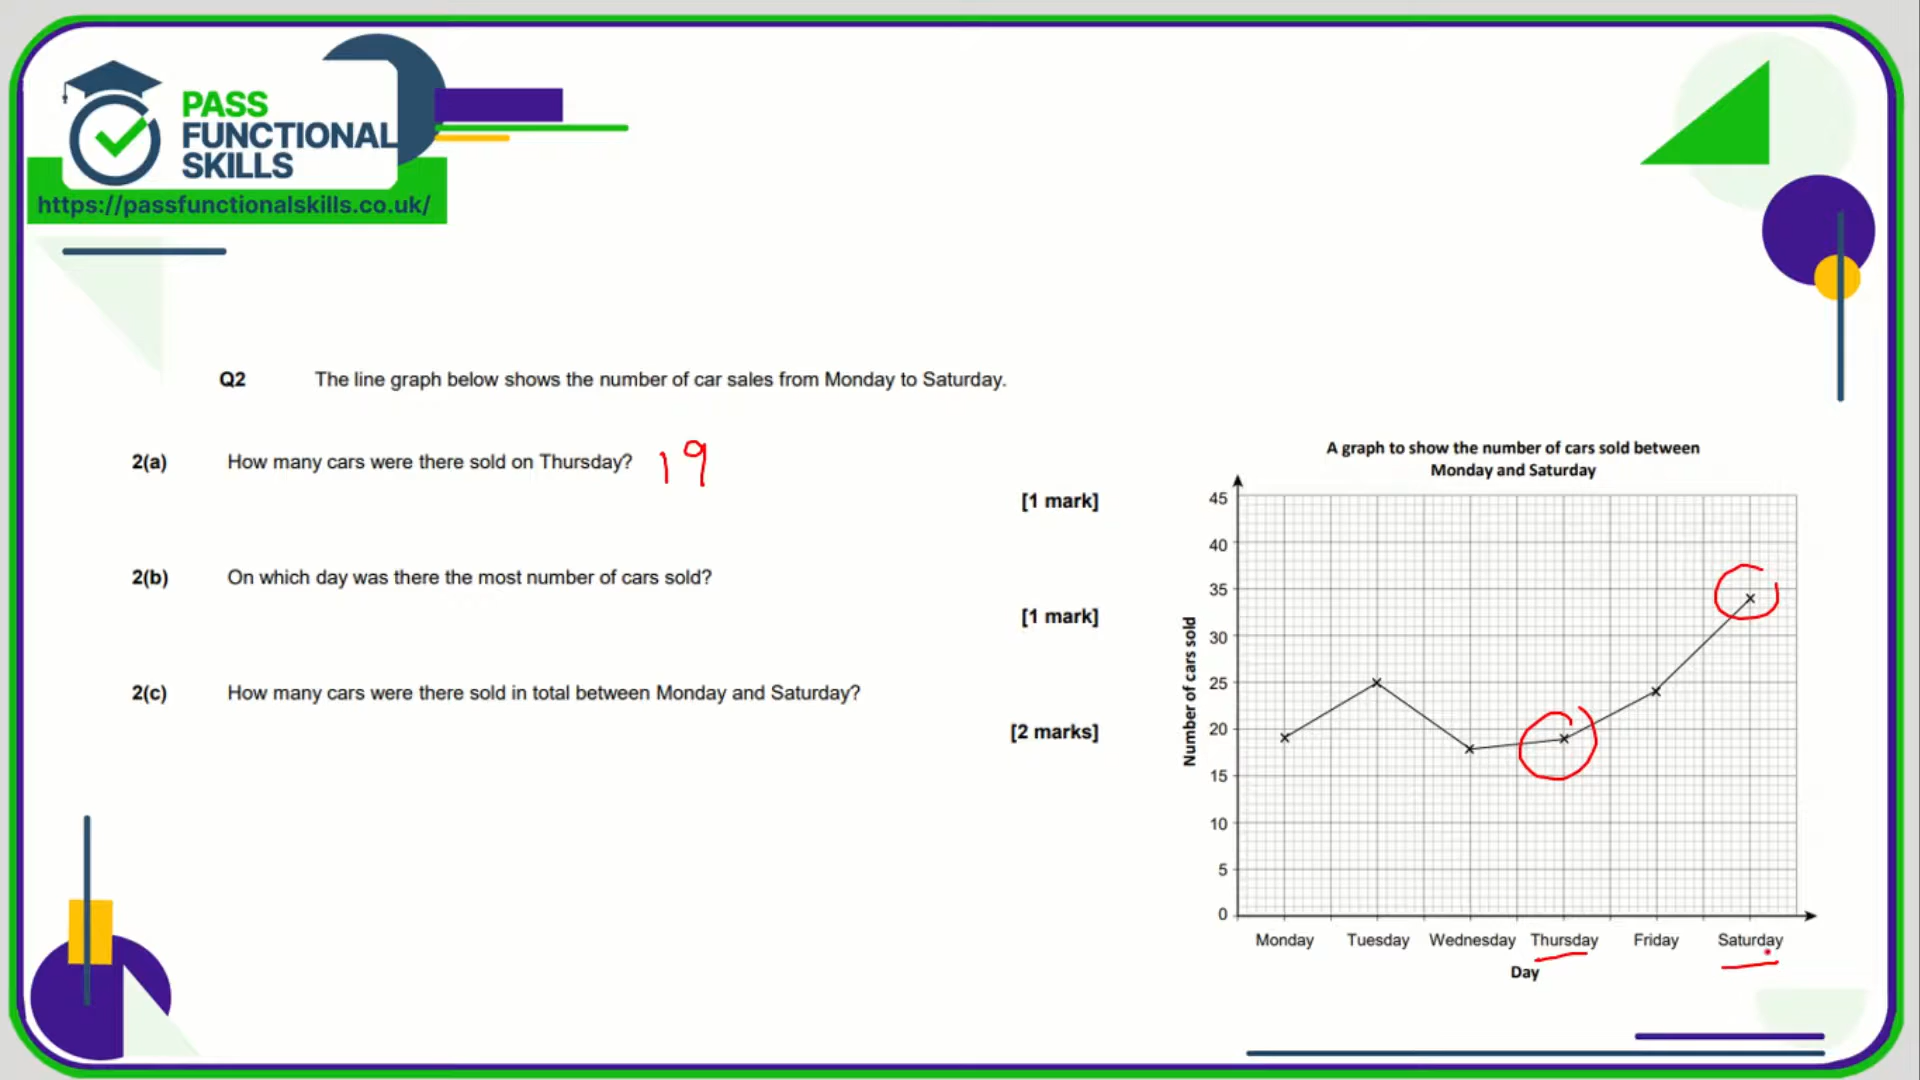 PASS
FUNCTIONAL
SKILLS
https://passfunctionalskills.co.uk/
Q2 The line graph below shows the number of car sales from Monday to Saturday.
2(a) How many cars were there sold on Thursday? 19
[1 mark]
2(b) On which day was there the most number of cars sold?
[1 mark]
2(c) How many cars were there sold in total between Monday and Saturday?
[2 marks]
A graph to show the number of cars sold between
Monday and Saturday
Number of cars sold
45
40
35
30
25
20
15
10
5
0
Monday Tuesday Wednesday Thursday Friday Saturday
Day